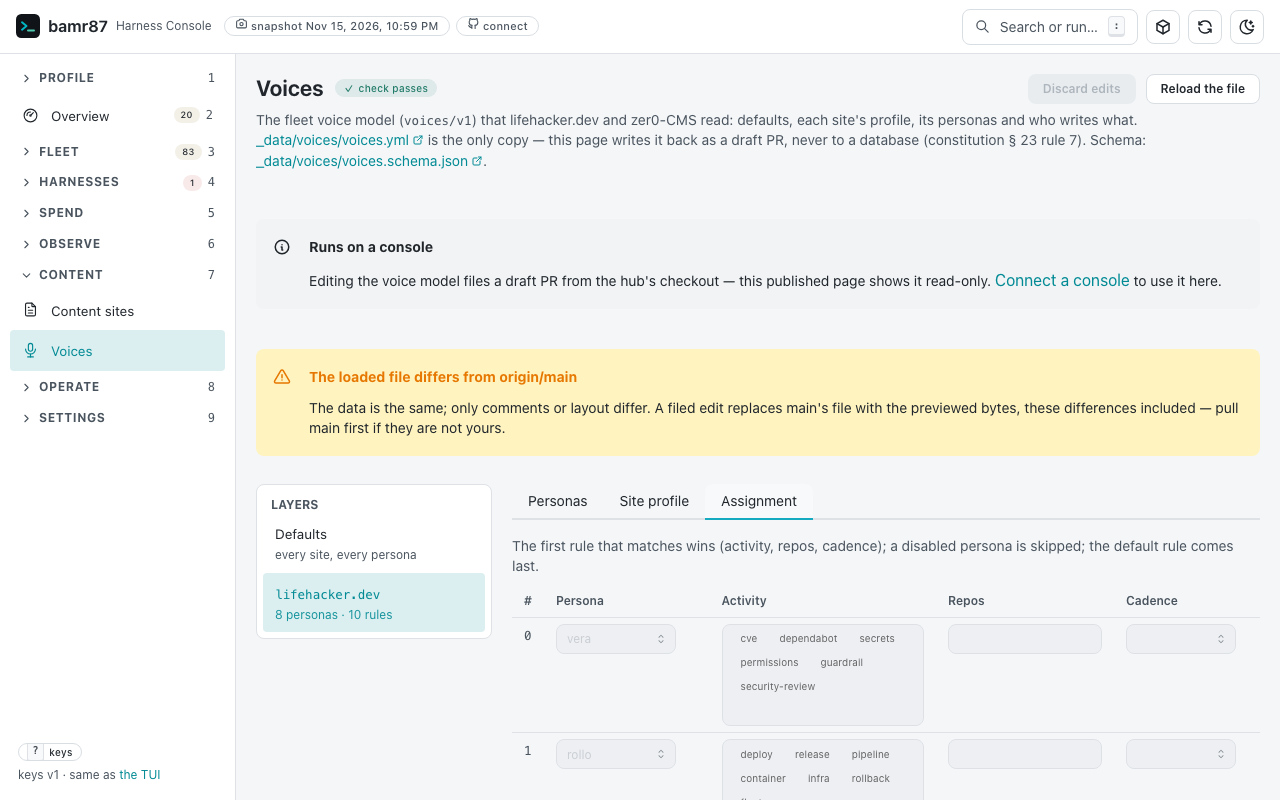 bamr87 Harness Console snapshot Nov 15, 2026, 10:59 PM connect Search or run... :
PROFILE 1
Overview 20 2
FLEET 83 3
HARNESSES 1 4
SPEND 5
OBSERVE 6
CONTENT 7
Content sites
Voices
OPERATE 8
SETTINGS 9
? keys
keys v1 · same as the TUI
Voices check passes Discard edits Reload the file
The fleet voice model (voices/v1) that lifehacker.dev and zer0-CMS read: defaults, each site's profile, its personas and who writes what.
_data/voices/voices.yml is the only copy — this page writes it back as a draft PR, never to a database (constitution § 23 rule 7). Schema:
_data/voices/voices.schema.json.
Runs on a console
Editing the voice model files a draft PR from the hub's checkout — this published page shows it read-only. Connect a console to use it here.
The loaded file differs from origin/main
The data is the same; only comments or layout differ. A filed edit replaces main's file with the previewed bytes, these differences included — pull
main first if they are not yours.
LAYERS
Defaults
every site, every persona
lifehacker.dev
8 personas · 10 rules
Personas Site profile Assignment
The first rule that matches wins (activity, repos, cadence); a disabled persona is skipped; the default rule comes
last.
# Persona Activity Repos Cadence
0 vera cve dependabot secrets
permissions guardrail
security-review
1 rollo deploy release pipeline
container infra rollback